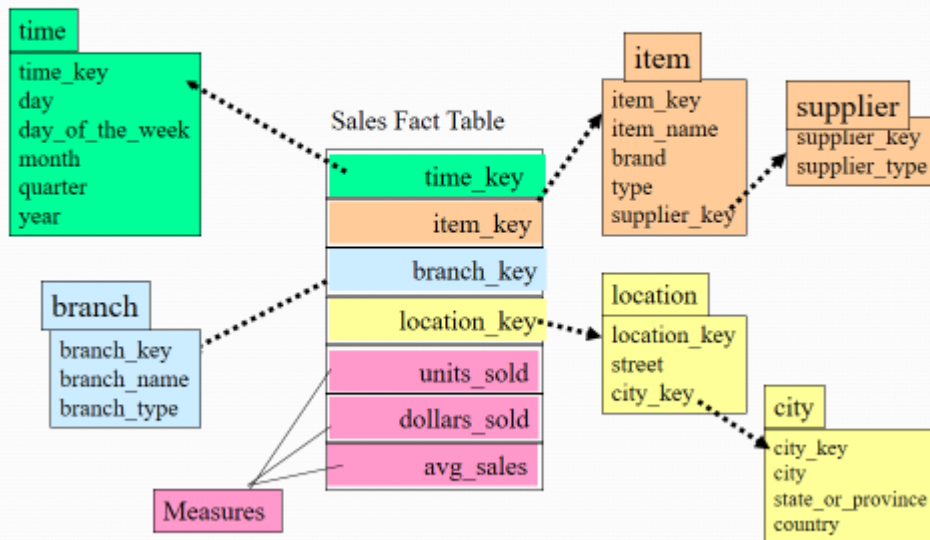 time
time_key
day
day_of_the_week
month
quarter
year
Sales Fact Table
time_key
item_key
branch_key
location_key
units_sold
dollars_sold
avg_sales
Measures
branch
branch_key
branch_name
branch_type
item
item_key
item_name
brand
type
supplier_key
supplier
supplier_key
supplier_type
location
location_key
street
city_key
city
city_key
city
state_or_province
country